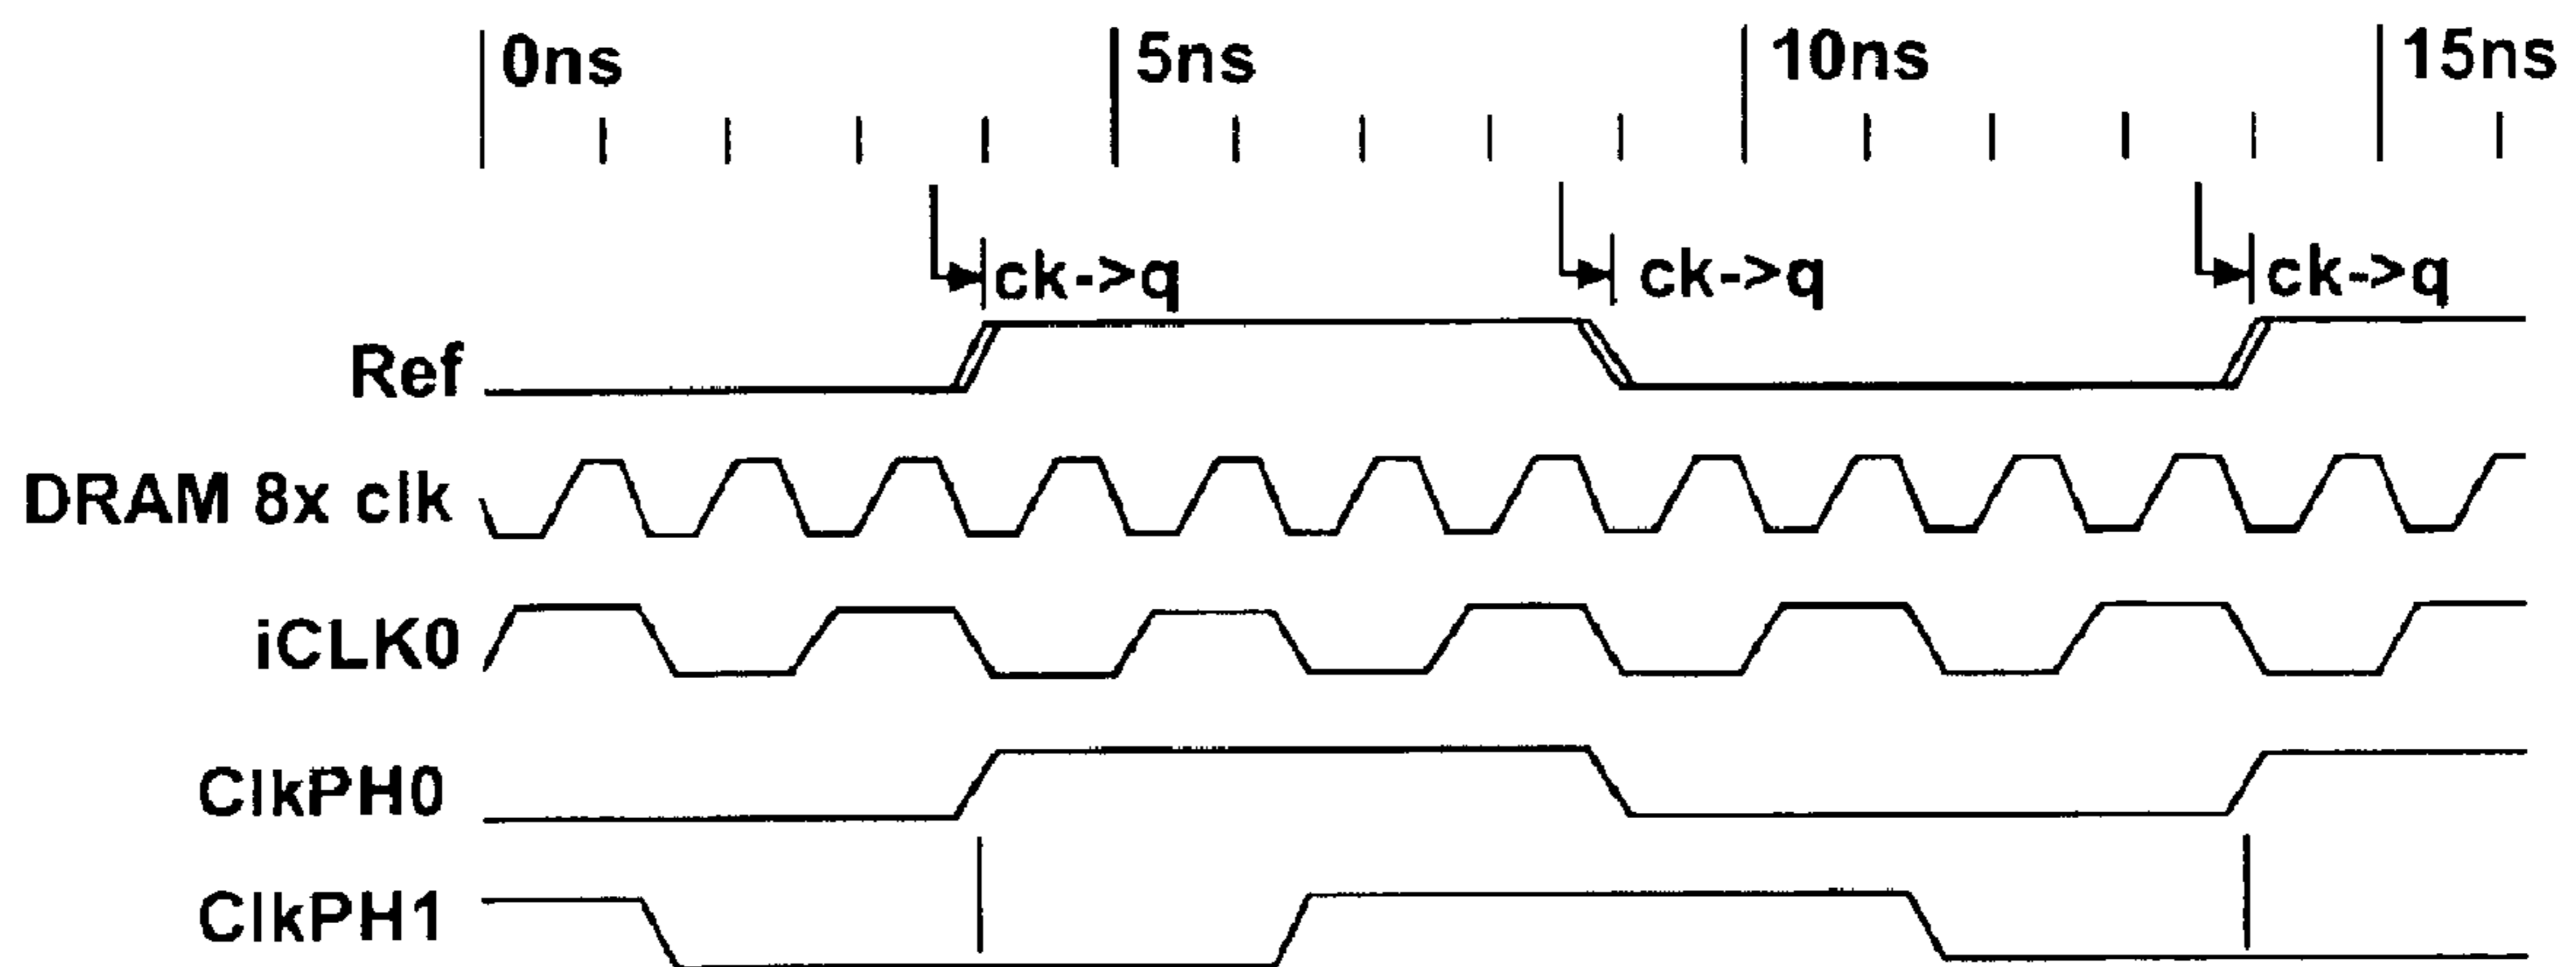 0ns 5ns 10ns 15ns
ck->q ck->q ck->q
Ref
DRAM 8x clk
iCLK0
ClkPH0
ClkPH1